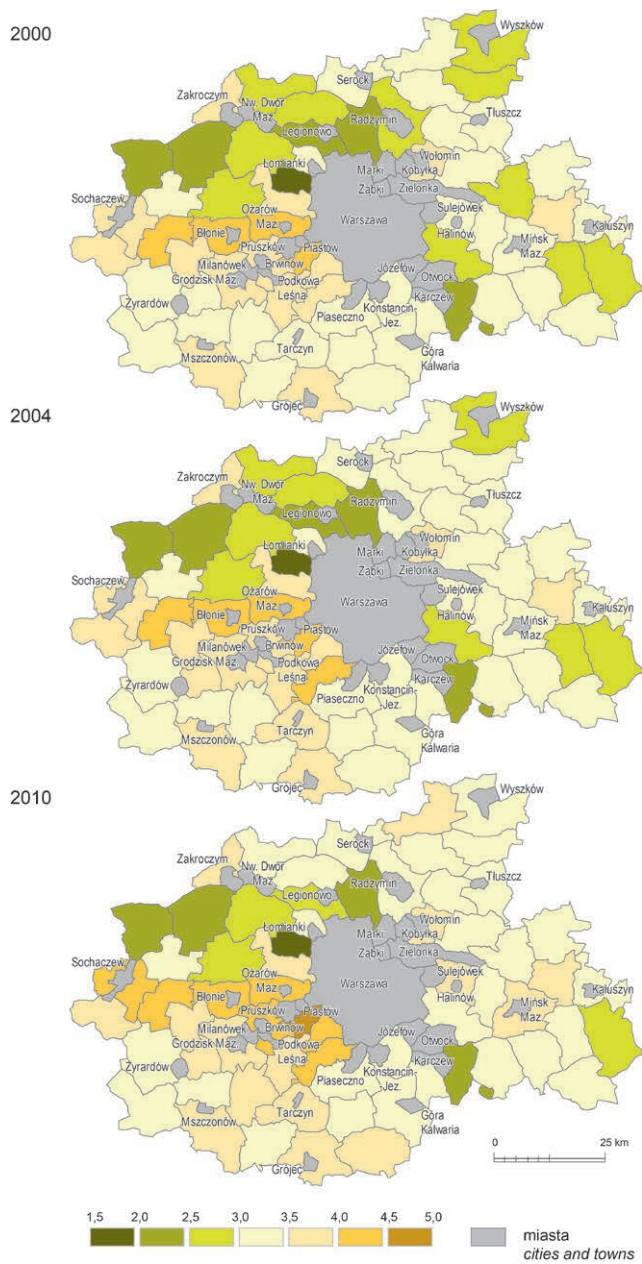 2000
Wyszków
Serock
Zakroczym
Nw. Dwór
Maz.
Radzymin
Legionowo
Tłuszcz
Łomianki
Wołomin
Marki
Kobyłka
Ząbki
Zielonka
Sochaczew
Ożarów
Maz.
Warszawa
Sulejówek
Błonie
Halinów
Kałuszyn
Pruszków
Piastów
Mińsk
Maz.
Milanówek
Brwinów
Józefów
Grodzisk Maz.
Podkowa
Leśna
Otwock
Karczew
Żyrardów
Piaseczno
Konstancin-
Jez.
Mszczonów
Tarczyn
Góra
Kalwaria
Grójec
2004
Wyszków
Serock
Zakroczym
Nw. Dwór
Maz.
Radzymin
Legionowo
Tłuszcz
Łomianki
Wołomin
Marki
Kobyłka
Ząbki
Zielonka
Sochaczew
Ożarów
Maz.
Warszawa
Sulejówek
Błonie
Halinów
Kałuszyn
Pruszków
Piastów
Mińsk
Maz.
Milanówek
Brwinów
Józefów
Grodzisk Maz.
Podkowa
Leśna
Otwock
Karczew
Żyrardów
Piaseczno
Konstancin-
Jez.
Mszczonów
Tarczyn
Góra
Kalwaria
Grójec
2010
Wyszków
Serock
Zakroczym
Nw. Dwór
Maz.
Radzymin
Legionowo
Tłuszcz
Łomianki
Wołomin
Marki
Kobyłka
Ząbki
Zielonka
Sochaczew
Ożarów
Maz.
Warszawa
Sulejówek
Błonie
Halinów
Kałuszyn
Pruszków
Piastów
Mińsk
Maz.
Milanówek
Brwinów
Józefów
Grodzisk Maz.
Podkowa
Leśna
Otwock
Karczew
Żyrardów
Piaseczno
Konstancin-
Jez.
Mszczonów
Tarczyn
Góra
Kalwaria
Grójec
0 25 km
1,5 2,0 2,5 3,0 3,5 4,0 4,5 5,0
miasta
cities and towns